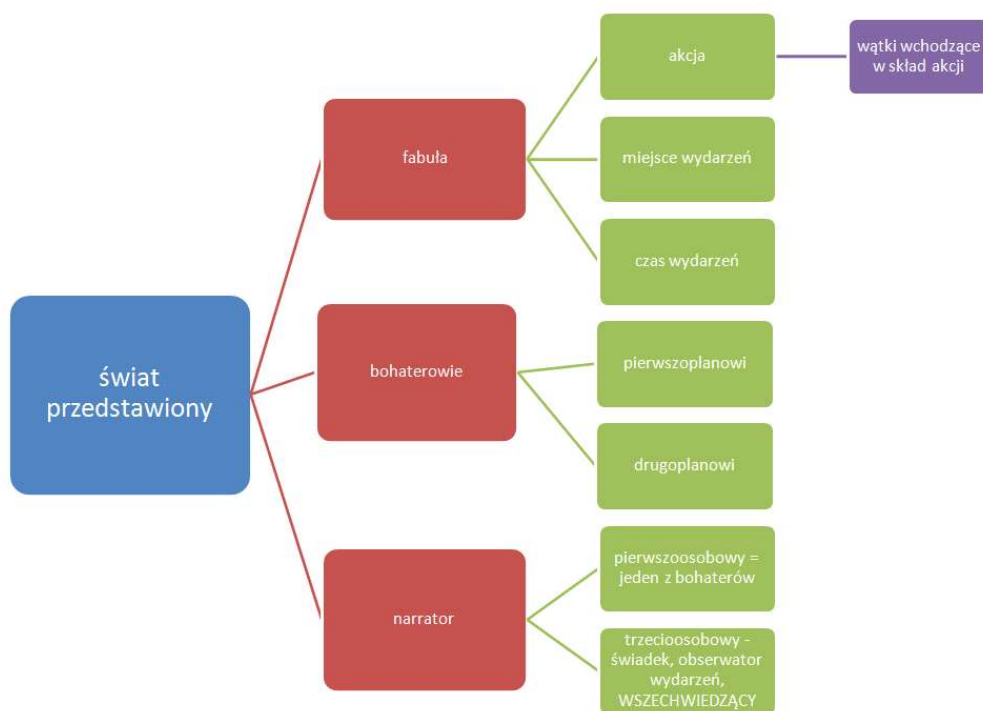 świat
przedstawiony
fabuła
akcja
wątki wchodzące
w skład akcji
miejsce wydarzeń
czas wydarzeń
bohaterowie
pierwszoplanowi
drugoplanowi
narrator
pierwszoosobowy =
jeden z bohaterów
trzecioosobowy -
świadek, obserwator
wydarzeń,
WSZECHWIEDZĄCY